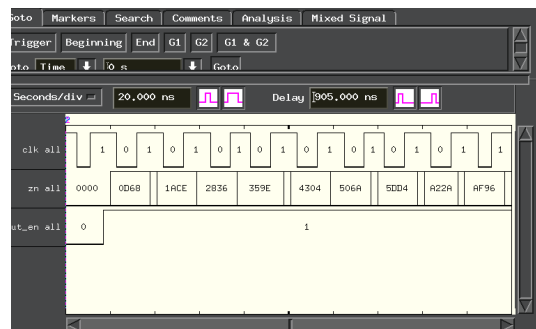 Goto Markers Search Comments Analysis Mixed Signal
Trigger Beginning End G1 G2 G1 & G2
Goto Time 0 s Goto
Seconds/div 20.000 ns Delay 905.000 ns
2
clk all 1 0 1 0 1 0 1 0 1 0 1 0 1 0 1 1
zn all 0000 0D68 1ACE 2836 359E 4304 506A 5DD4 A22A AF96
ut_en all 0 1